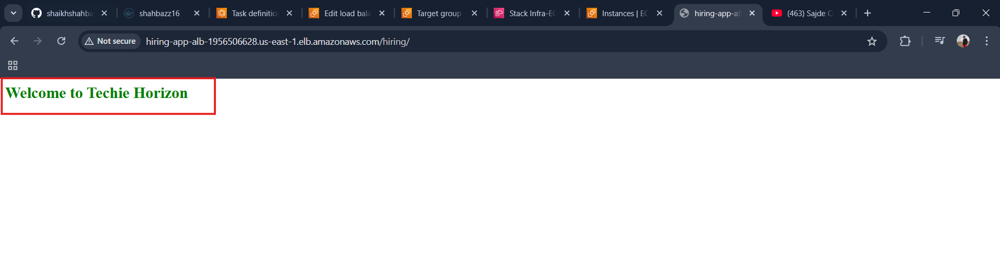 shaikhshahba
shahbazz16
Task definitio
Edit load bala
Target group
Stack Infra-EC
Instances | EC
hiring-app-al
(463) Sajde
Not secure
hiring-app-alb-1956506628.us-east-1.elb.amazonaws.com/hiring/
Welcome to Techie Horizon